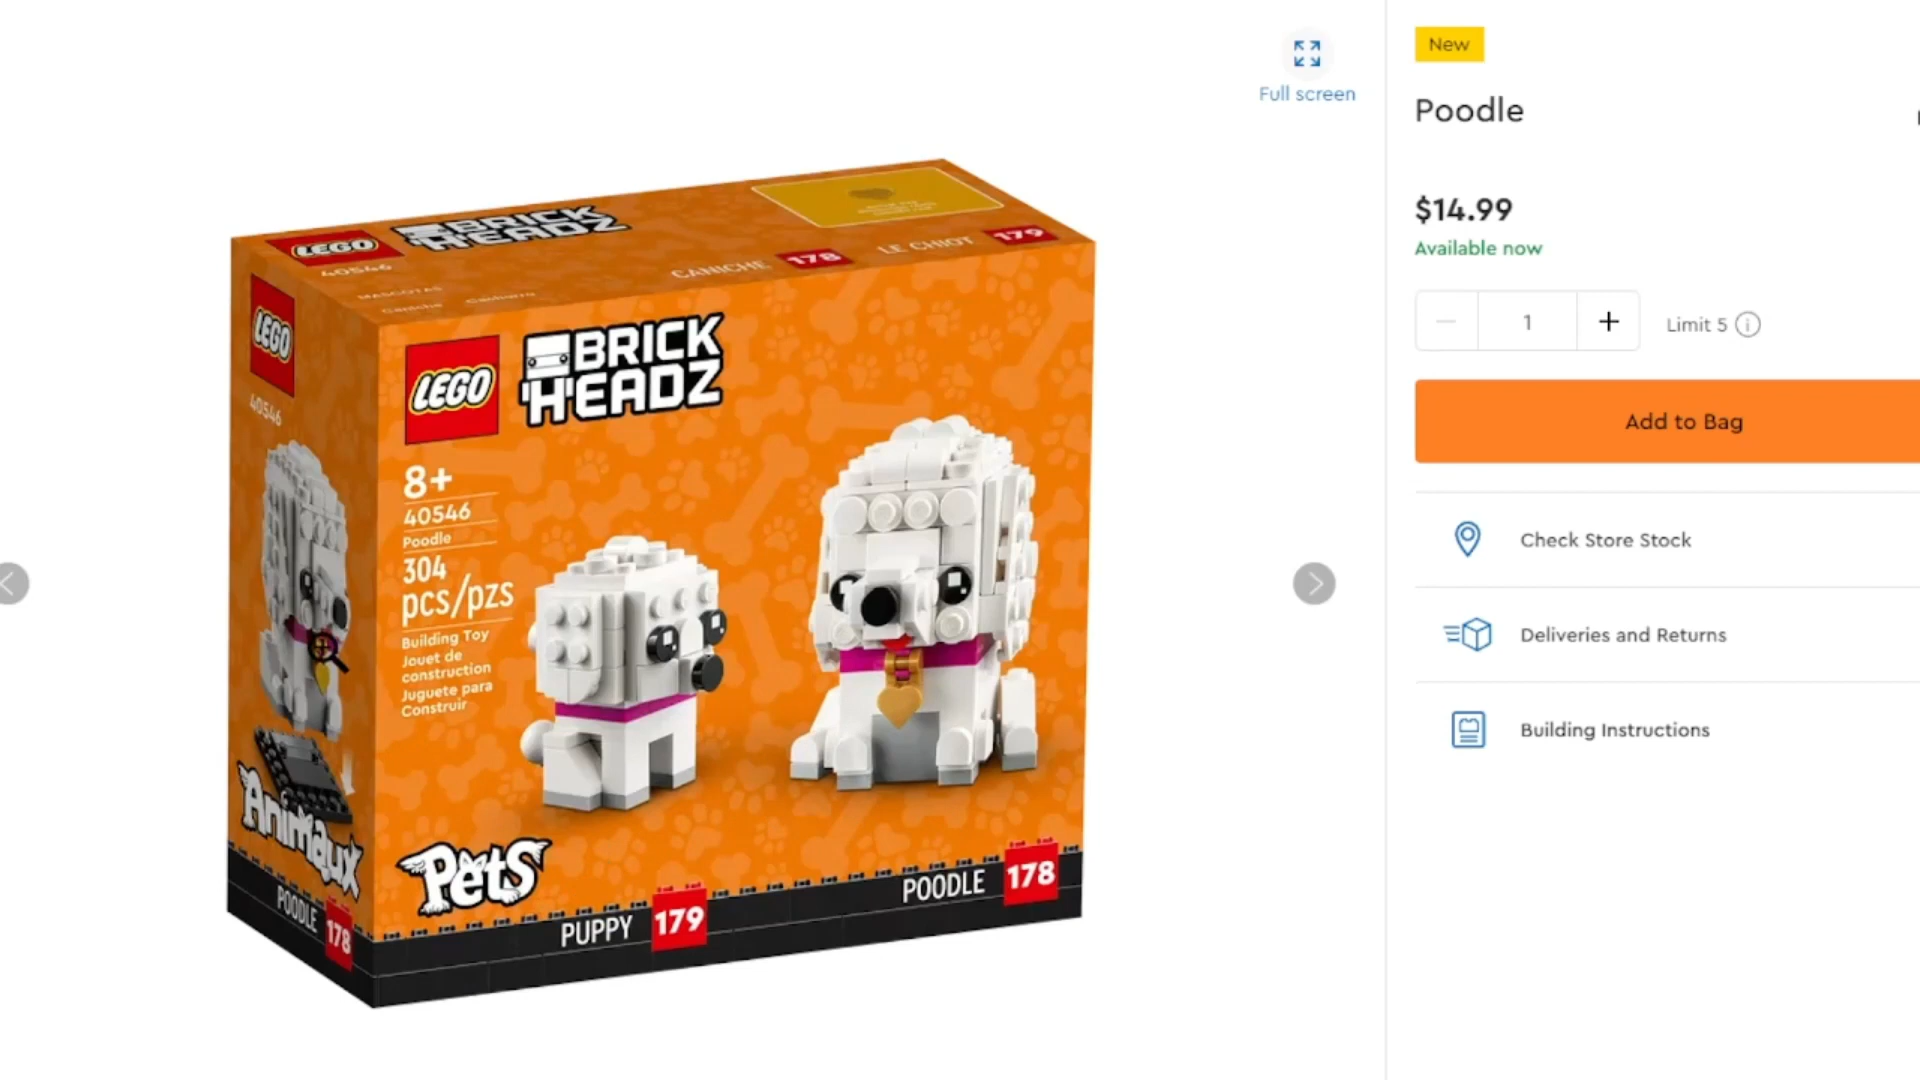 New
Full screen
Poodle
$14.99
Available now
1
Limit 5
Add to Bag
Check Store Stock
Deliveries and Returns
Building Instructions
LEGO
BRICK
HEADZ
40546
CANICHE 178
LE CHIOT 179
MASCOTAS
Caniche Cachorro
LEGO
40546
LEGO
BRICK
HEADZ
8+
40546
Poodle
304
pcs/pzs
Building Toy
Jouet de
construction
Juguete para
Construir
Animaux
POODLE 178
Pets
PUPPY 179
POODLE 178